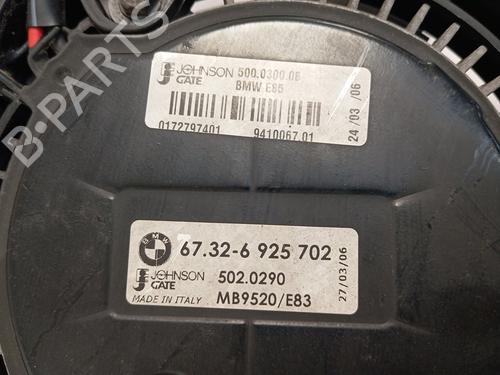 JOHNSON 500.0300.06
GATE BMW E85
0172797401 9410067.01
24/03 /06
BMW
67.32-6 925 702
JOHNSON 502.0290
GATE
MADE IN ITALY MB9520/E83
27/03/06